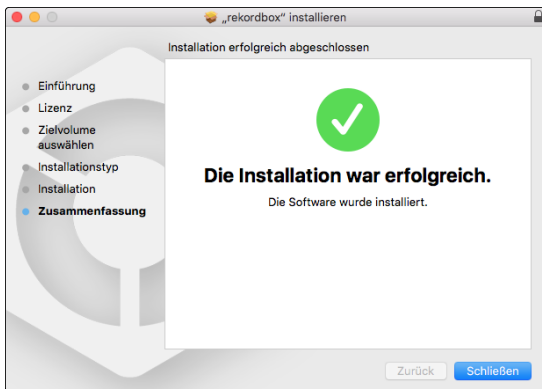 „rekordbox“ installieren
Installation erfolgreich abgeschlossen
Einführung
Lizenz
Zielvolume
auswählen
Installationstyp
Installation
Zusammenfassung
Die Installation war erfolgreich.
Die Software wurde installiert.
Zurück
Schließen